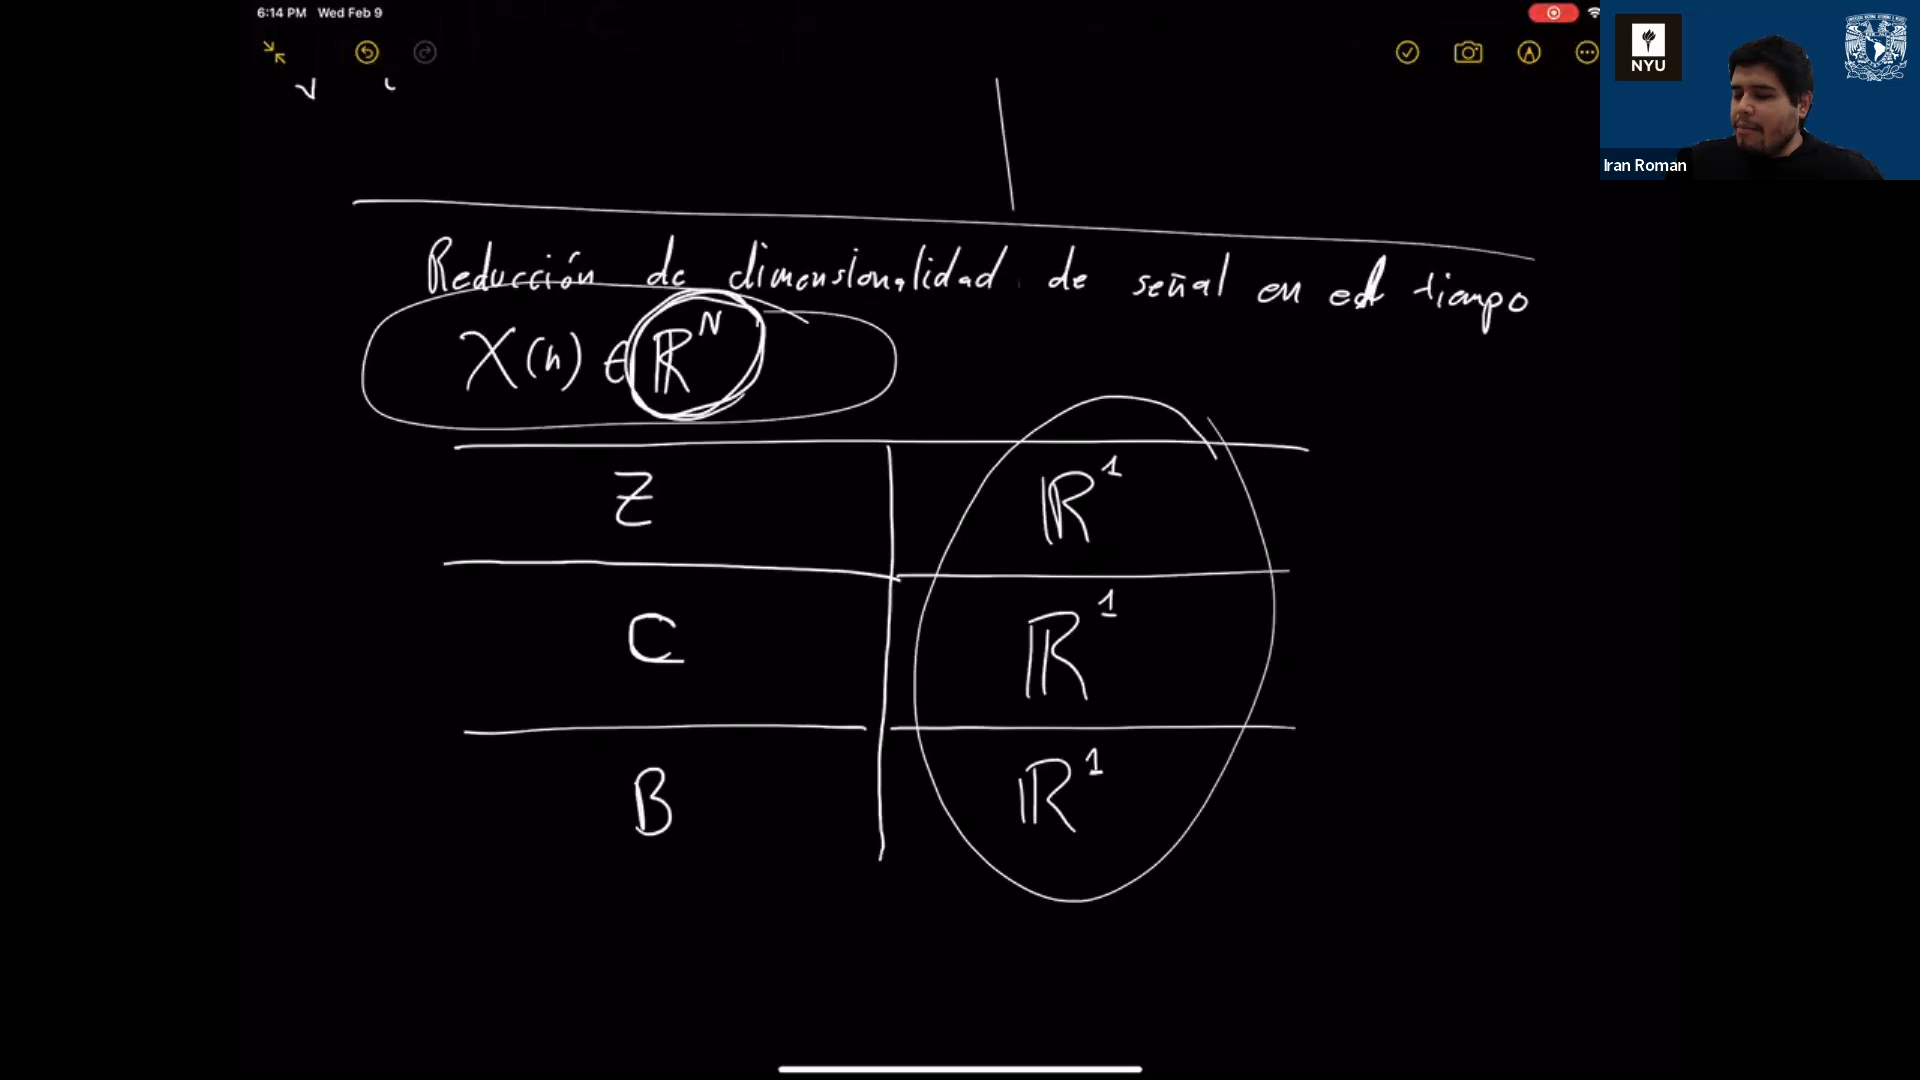 6:14 PM Wed Feb 9
NYU
Iran Roman
Reducción de dimensionalidad de señal en el tiempo
X(n) ∈ ℝᴺ
Z ℝ¹
C ℝ¹
B ℝ¹